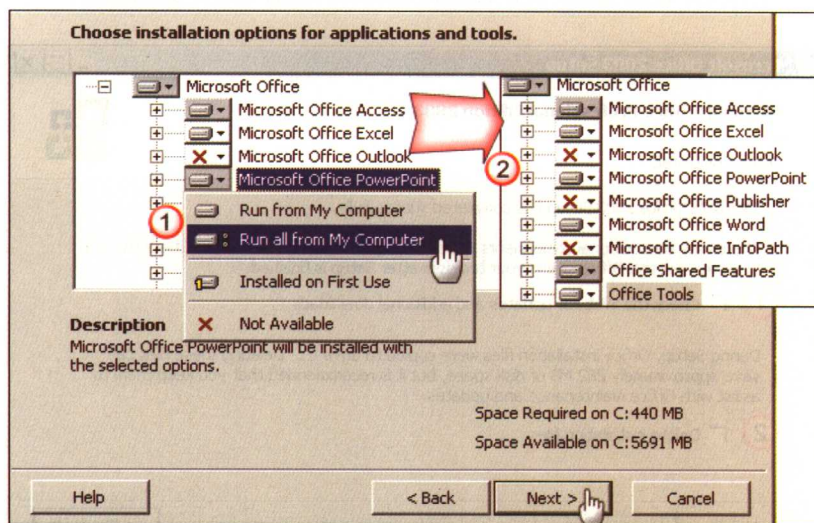 Choose installation options for applications and tools.
Microsoft Office
Microsoft Office Access
Microsoft Office Excel
Microsoft Office Outlook
Microsoft Office PowerPoint
1
Run from My Computer
Run all from My Computer
Installed on First Use
Not Available
2
Microsoft Office
Microsoft Office Access
Microsoft Office Excel
Microsoft Office Outlook
Microsoft Office PowerPoint
Microsoft Office Publisher
Microsoft Office Word
Microsoft Office InfoPath
Office Shared Features
Office Tools
Description
Microsoft Office PowerPoint will be installed with
the selected options.
Space Required on C: 440 MB
Space Available on C: 5691 MB
Help
< Back
Next >
Cancel